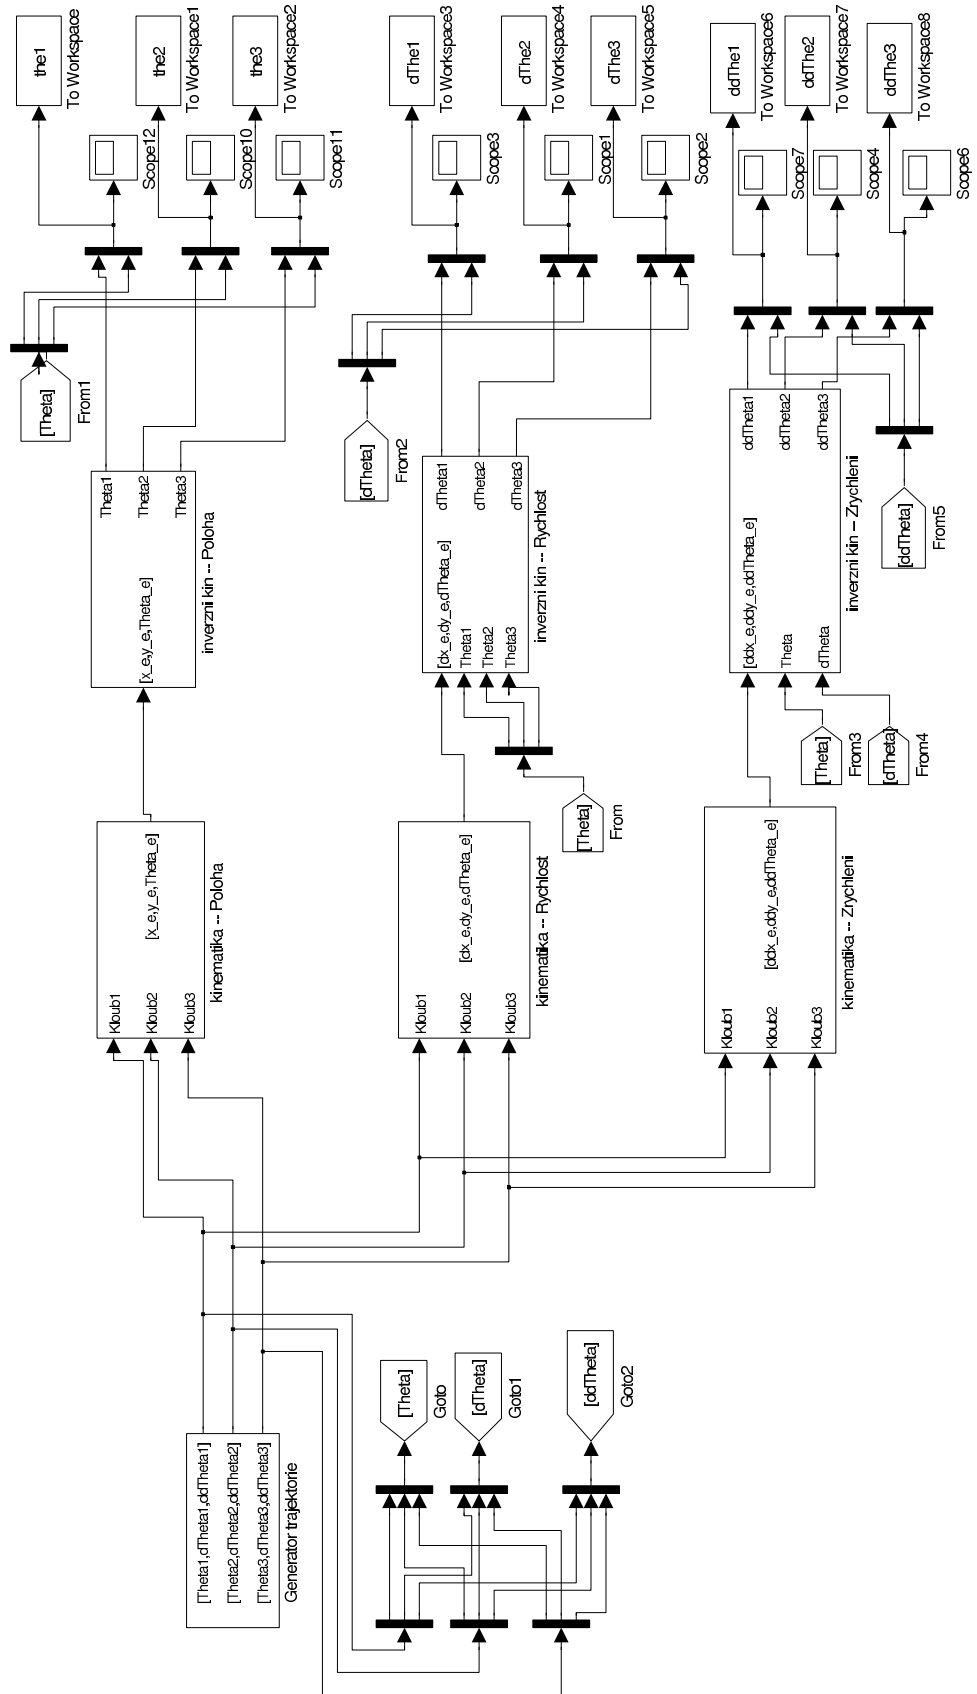 [Theta1,dTheta1,ddTheta1]
[Theta2,dTheta2,ddTheta2]
[Theta3,dTheta3,ddTheta3]
Generator trajektorie
[Theta]
Goto
[dTheta]
Goto1
[ddTheta]
Goto2
Kloub1
Kloub2
Kloub3
[x_e,y_e,Theta_e]
kinematika -- Poloha
Kloub1
Kloub2
Kloub3
[dx_e,dy_e,dTheta_e]
kinematika -- Rychlost
Kloub1
Kloub2
Kloub3
[ddx_e,ddy_e,ddTheta_e]
kinematika -- Zrychleni
[Theta]
From
[Theta]
From3
[dTheta]
From4
[x_e,y_e,Theta_e]
Theta1
Theta2
Theta3
inverzni kin -- Poloha
[dx_e,dy_e,dTheta_e]
Theta1
Theta2
Theta3
dTheta1
dTheta2
dTheta3
inverzni kin -- Rychlost
[ddx_e,ddy_e,ddTheta_e]
Theta
dTheta
ddTheta1
ddTheta2
ddTheta3
inverzni kin – Zrychleni
[Theta]
From1
[dTheta]
From2
[ddTheta]
From5
Scope12
Scope10
Scope11
Scope3
Scope1
Scope2
Scope7
Scope4
Scope6
the1
To Workspace
the2
To Workspace1
the3
To Workspace2
dThe1
To Workspace3
dThe2
To Workspace4
dThe3
To Workspace5
ddThe1
To Workspace6
ddThe2
To Workspace7
ddThe3
To Workspace8